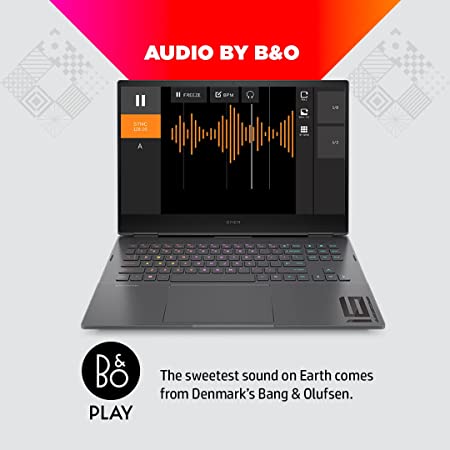 AUDIO BY B&O
FREEZE
BPM
SYNC
A
1/8
1/2
OMEN
B&O
PLAY
The sweetest sound on Earth comes
from Denmark's Bang & Olufsen.